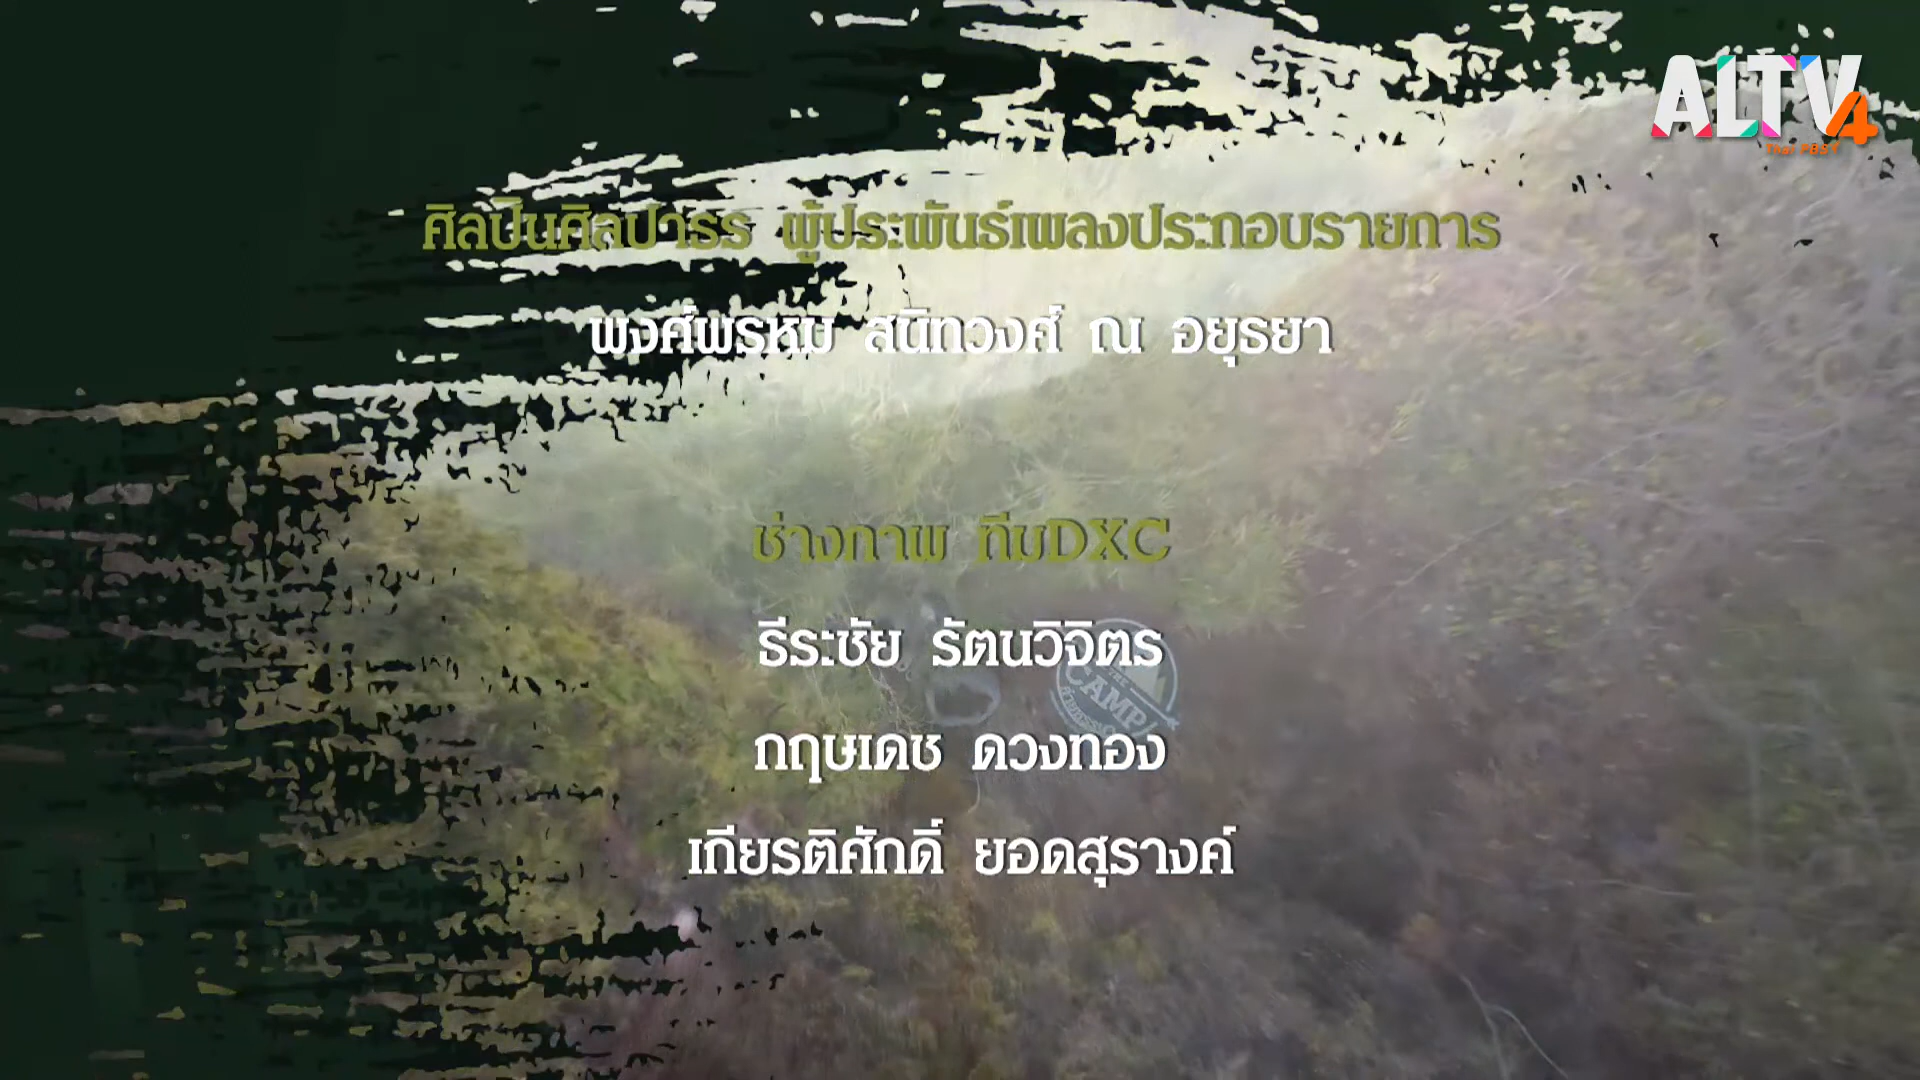 ALTV4
Thai PBS
ศิลปินศิลปาธร ผู้ประพันธ์เพลงประกอบรายการ
พงศ์พรหม สนิทวงศ์ ณ อยุธยา
ช่างภาพ ทีมDXC
ธีระชัย รัตนวิจิตร
THE
CAMP
กฤษเดช ดวงทอง
เกียรติศักดิ์ ยอดสุรางค์